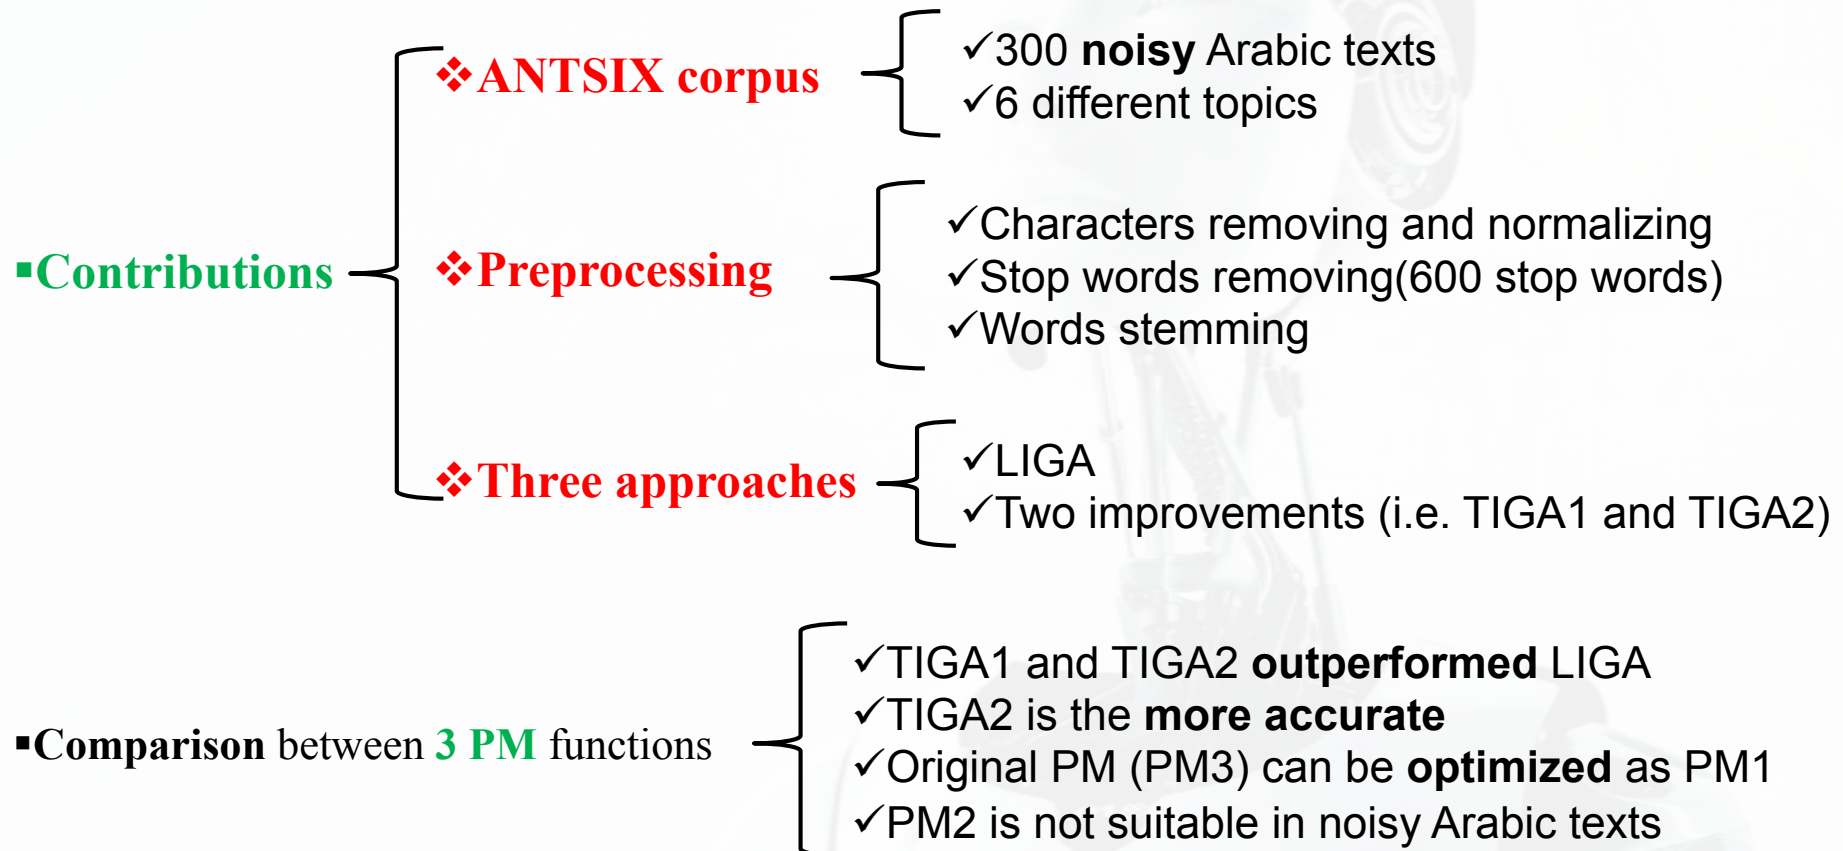 ▪Contributions
❖ANTSIX corpus
✓300 noisy Arabic texts
✓6 different topics
❖Preprocessing
✓Characters removing and normalizing
✓Stop words removing(600 stop words)
✓Words stemming
❖Three approaches
✓LIGA
✓Two improvements (i.e. TIGA1 and TIGA2)
▪Comparison between 3 PM functions
✓TIGA1 and TIGA2 outperformed LIGA
✓TIGA2 is the more accurate
✓Original PM (PM3) can be optimized as PM1
✓PM2 is not suitable in noisy Arabic texts